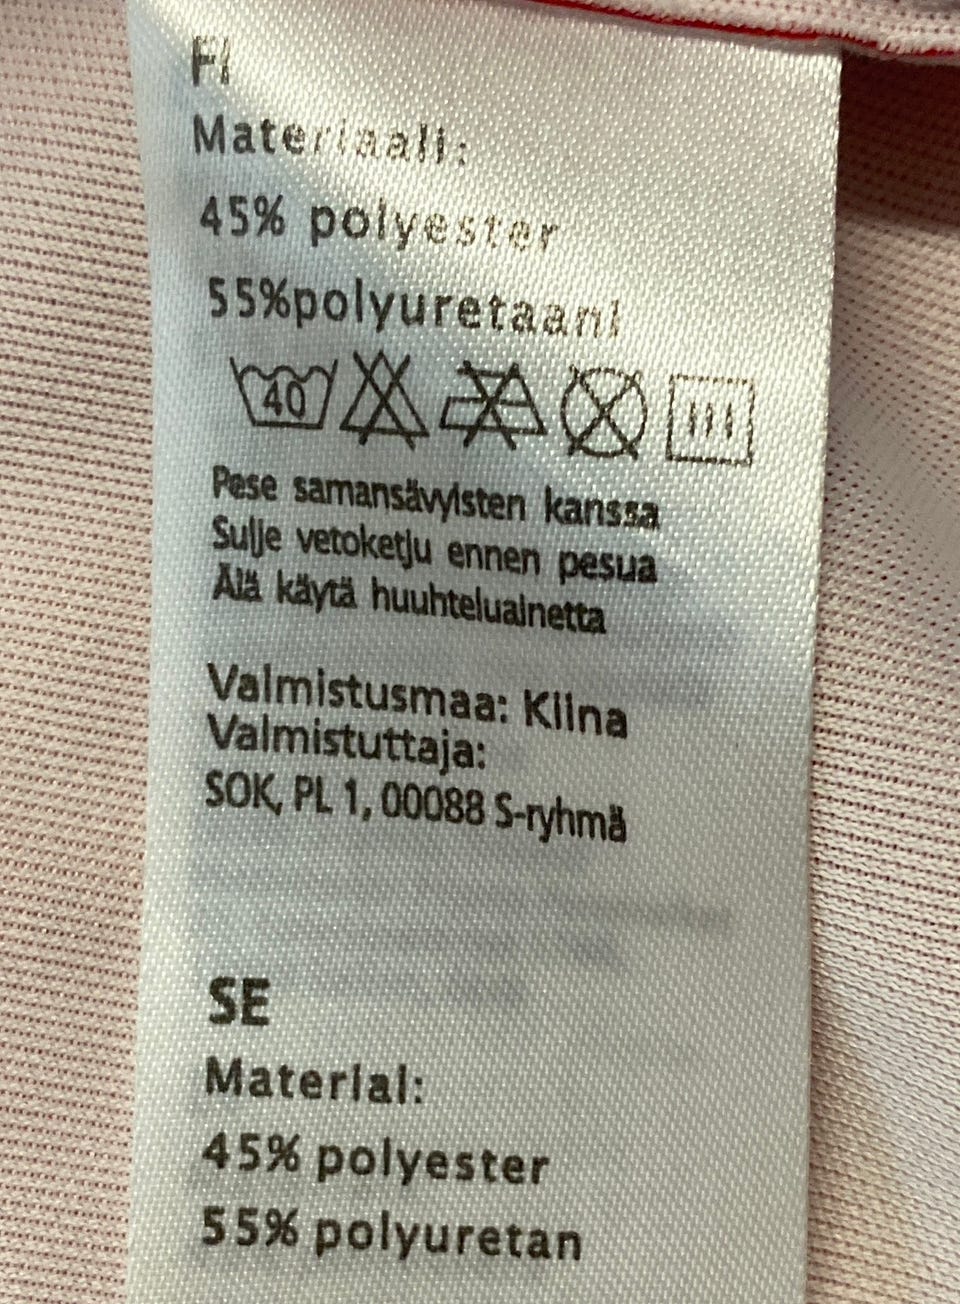 FI
Materiaali:
45% polyester
55%polyuretaani
40
Pese samansävyisten kanssa
Sulje vetoketju ennen pesua
Älä käytä huuhteluainetta
Valmistusmaa: Kiina
Valmistuttaja:
SOK, PL 1, 00088 S-ryhmä
SE
Material:
45% polyester
55% polyuretan